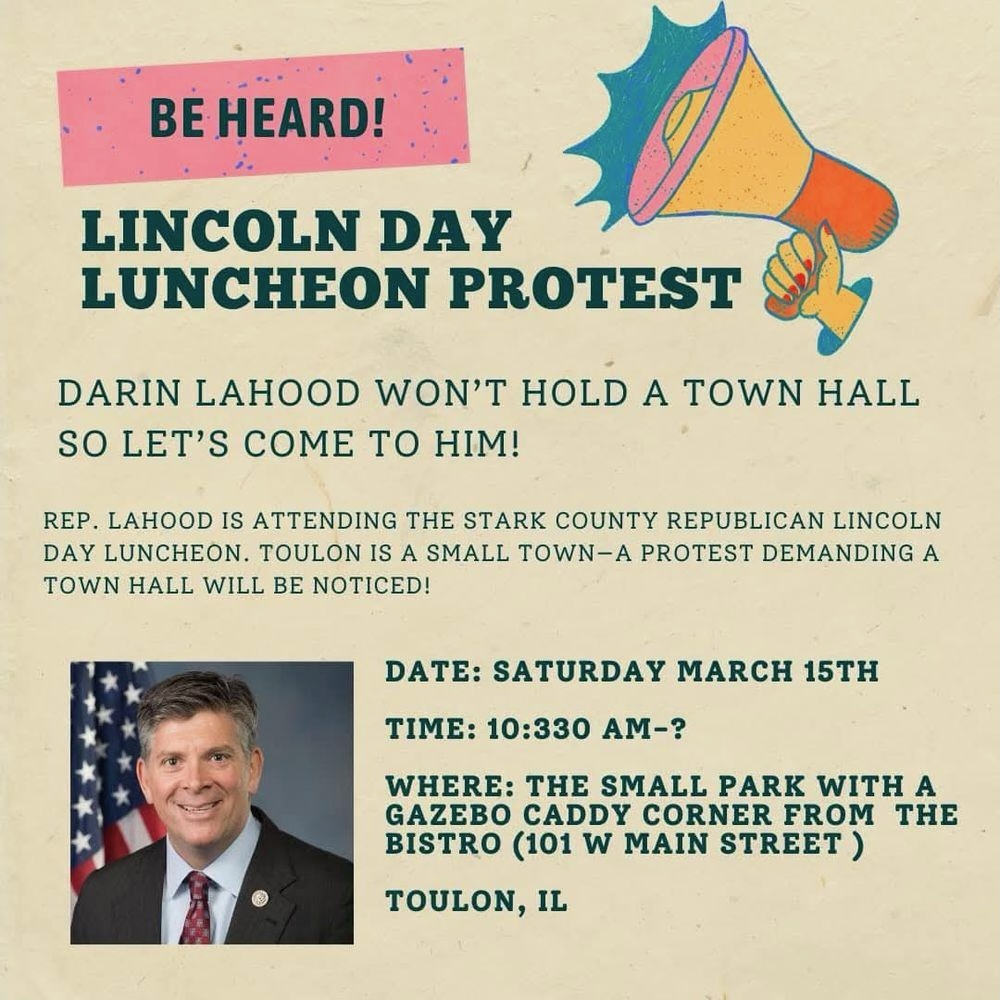 BE HEARD!
LINCOLN DAY
LUNCHEON PROTEST
DARIN LAHOOD WON'T HOLD A TOWN HALL
SO LET'S COME TO HIM!
REP. LAHOOD IS ATTENDING THE STARK COUNTY REPUBLICAN LINCOLN
DAY LUNCHEON. TOULON IS A SMALL TOWN—A PROTEST DEMANDING A
TOWN HALL WILL BE NOTICED!
DATE: SATURDAY MARCH 15TH
TIME: 10:330 AM-?
WHERE: THE SMALL PARK WITH A
GAZEBO CADDY CORNER FROM THE
BISTRO (101 W MAIN STREET )
TOULON, IL